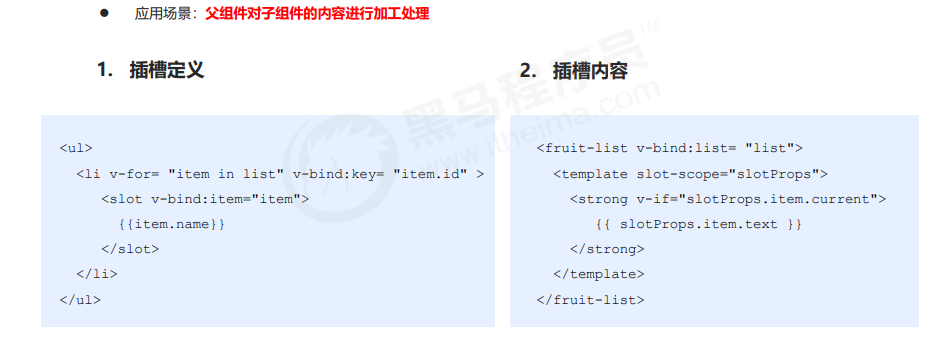 ● 应用场景：父组件对子组件的内容进行加工处理
1. 插槽定义
<ul>
<li v-for= "item in list" v-bind:key= "item.id" >
<slot v-bind:item="item">
{{item.name}}
</slot>
</li>
</ul>
2. 插槽内容
<fruit-list v-bind:list= "list">
<template slot-scope="slotProps">
<strong v-if="slotProps.item.current">
{{ slotProps.item.text }}
</strong>
</template>
</fruit-list>
黑马程序员™
www.itheima.com